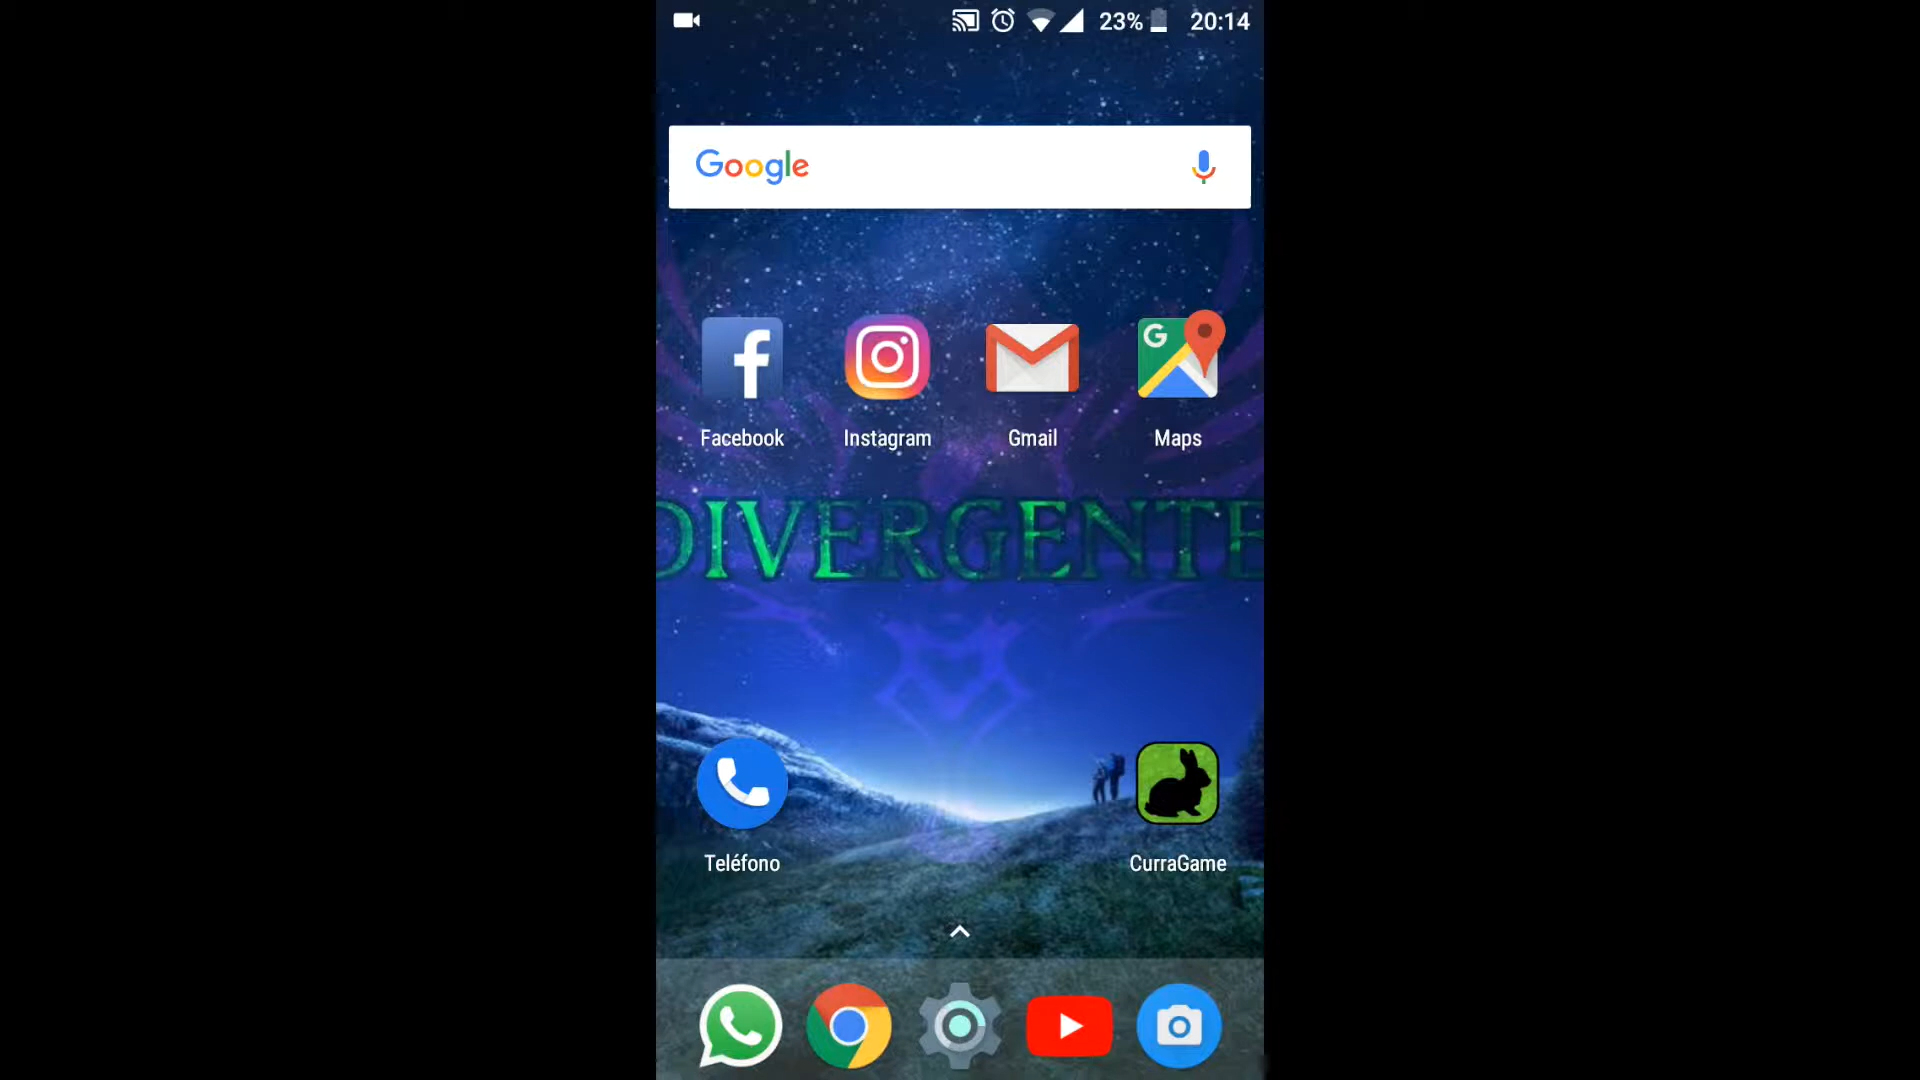 23% 20:14
Google
Facebook Instagram Gmail Maps
DIVERGENTE
Teléfono CurraGame